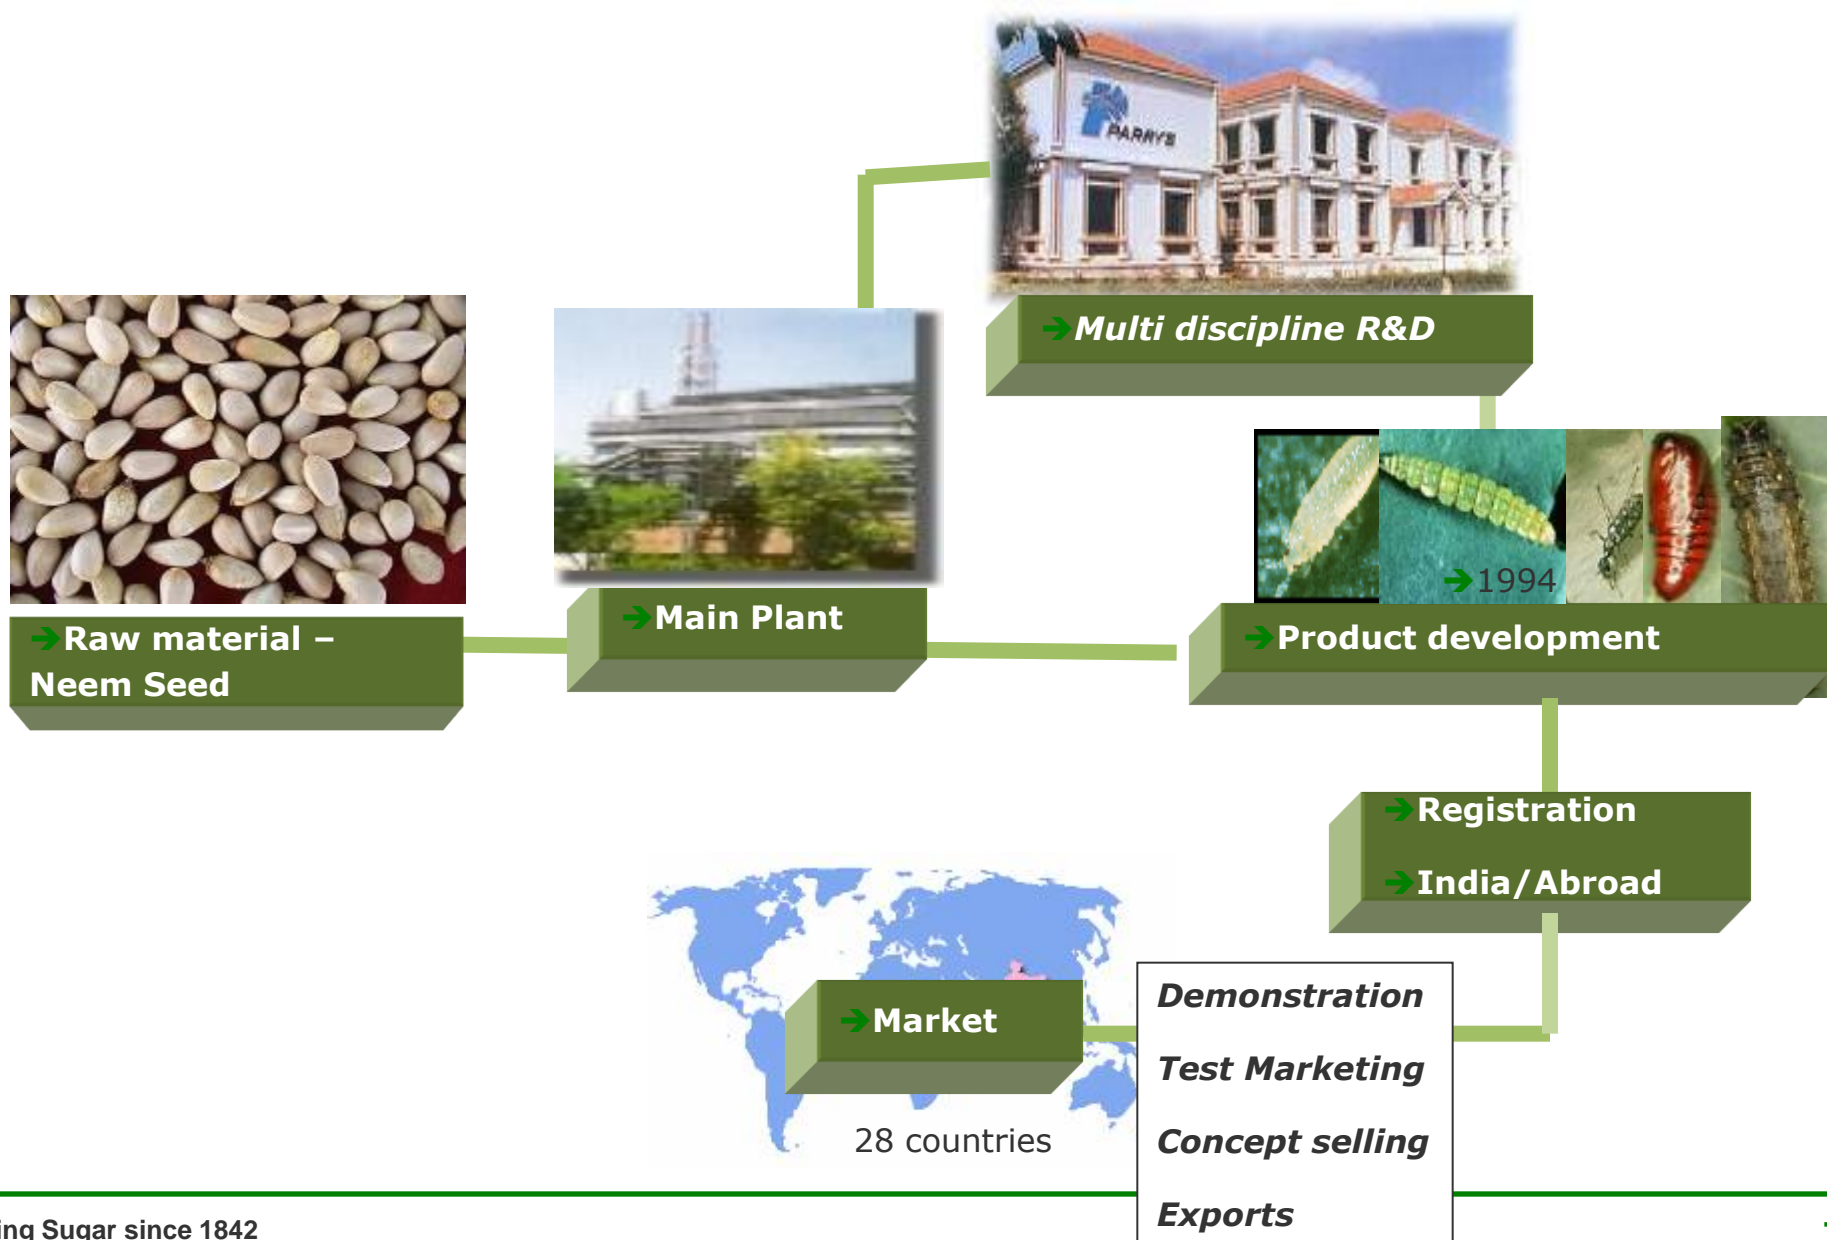 PARRYS
➔Multi discipline R&D
➔1994
➔Raw material –
Neem Seed
➔Main Plant
➔Product development
➔Registration
➔India/Abroad
➔Market
28 countries
Demonstration
Test Marketing
Concept selling
Exports
ing Sugar since 1842